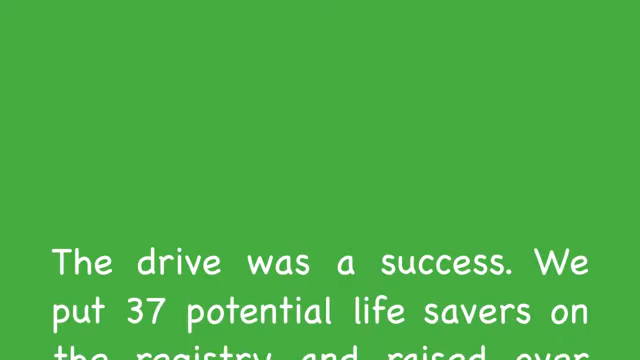 The drive was a success. We
put 37 potential life savers on
the registry and raised over